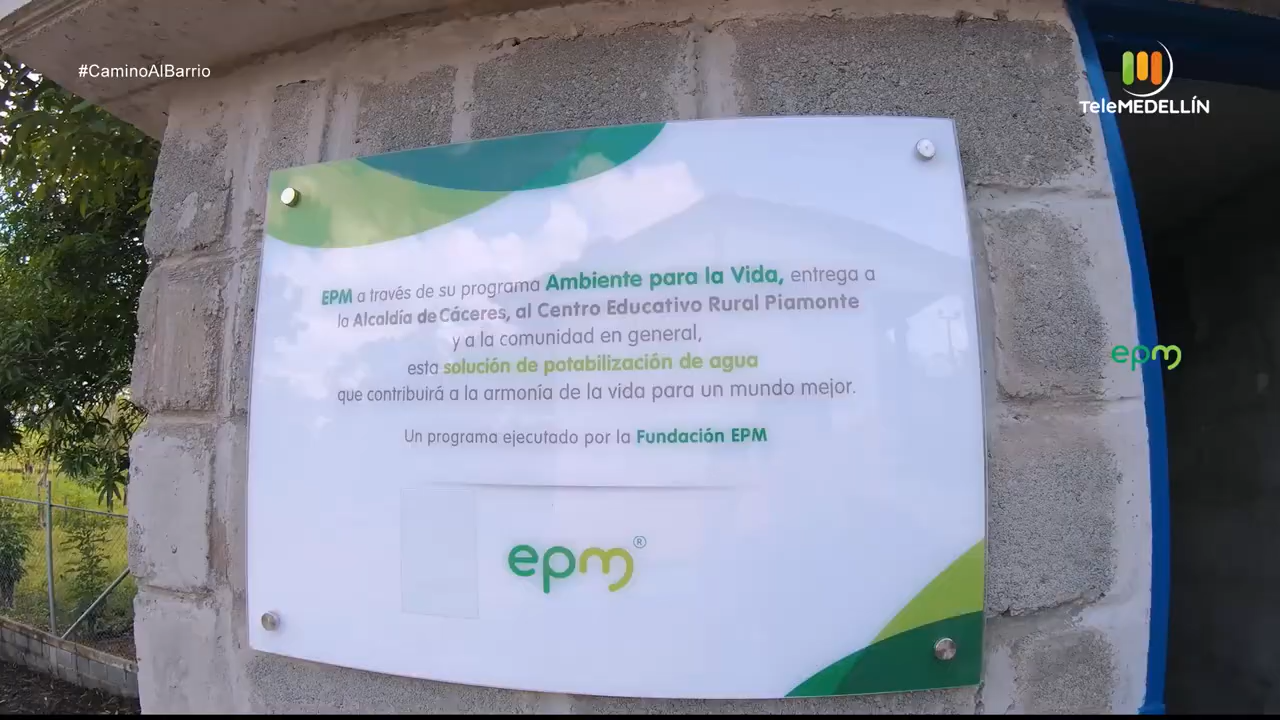 #CaminoAlBarrio
TeleMEDELLÍN
EPM a través de su programa Ambiente para la Vida, entrega a
la Alcaldía de Cáceres, al Centro Educativo Rural Piamonte
y a la comunidad en general,
esta solución de potabilización de agua
que contribuirá a la armonía de la vida para un mundo mejor.
Un programa ejecutado por la Fundación EPM
epm®
epm